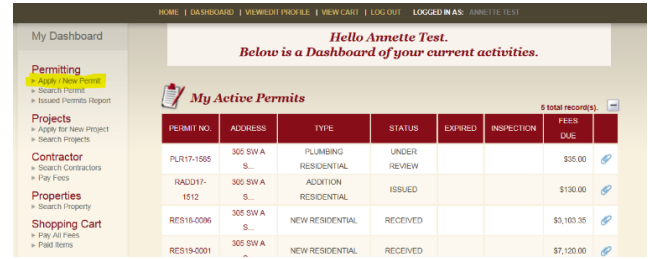 HOME | DASHBOARD | VIEW/EDIT PROFILE | VIEW CART | LOG OUT LOGGED IN AS: ANNETTE TEST
My Dashboard
Hello Annette Test.
Below is a Dashboard of your current activities.
Permitting
Apply / New Permit
Search Permit
Issued Permits Report
Projects
Apply for New Project
Search Projects
Contractor
Search Contractors
Pay Fees
Properties
Search Property
Shopping Cart
Pay All Fees
Paid Items
My Active Permits
5 total record(s).
PERMIT NO. ADDRESS TYPE STATUS EXPIRED INSPECTION FEES DUE
PLR17-1585 305 SW A S... PLUMBING RESIDENTIAL UNDER REVIEW $35.00
RADD17-1512 305 SW A S... ADDITION RESIDENTIAL ISSUED $130.00
RES18-0086 305 SW A S... NEW RESIDENTIAL RECEIVED $3,103.35
RES19-0001 305 SW A NEW RESIDENTIAL RECEIVED $7,120.00